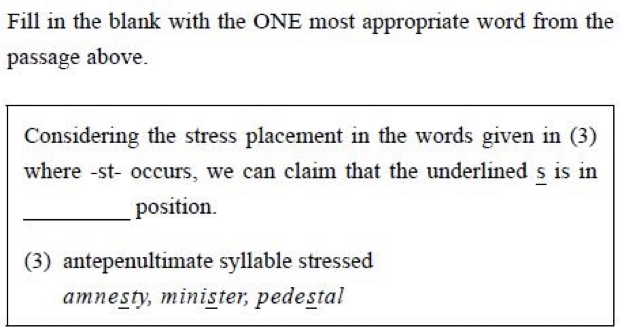 Fill in the blank with the ONE most appropriate word from the
passage above.
Considering the stress placement in the words given in (3)
where -st- occurs, we can claim that the underlined s is in
__________ position.
(3) antepenultimate syllable stressed
amnesty, minister, pedestal